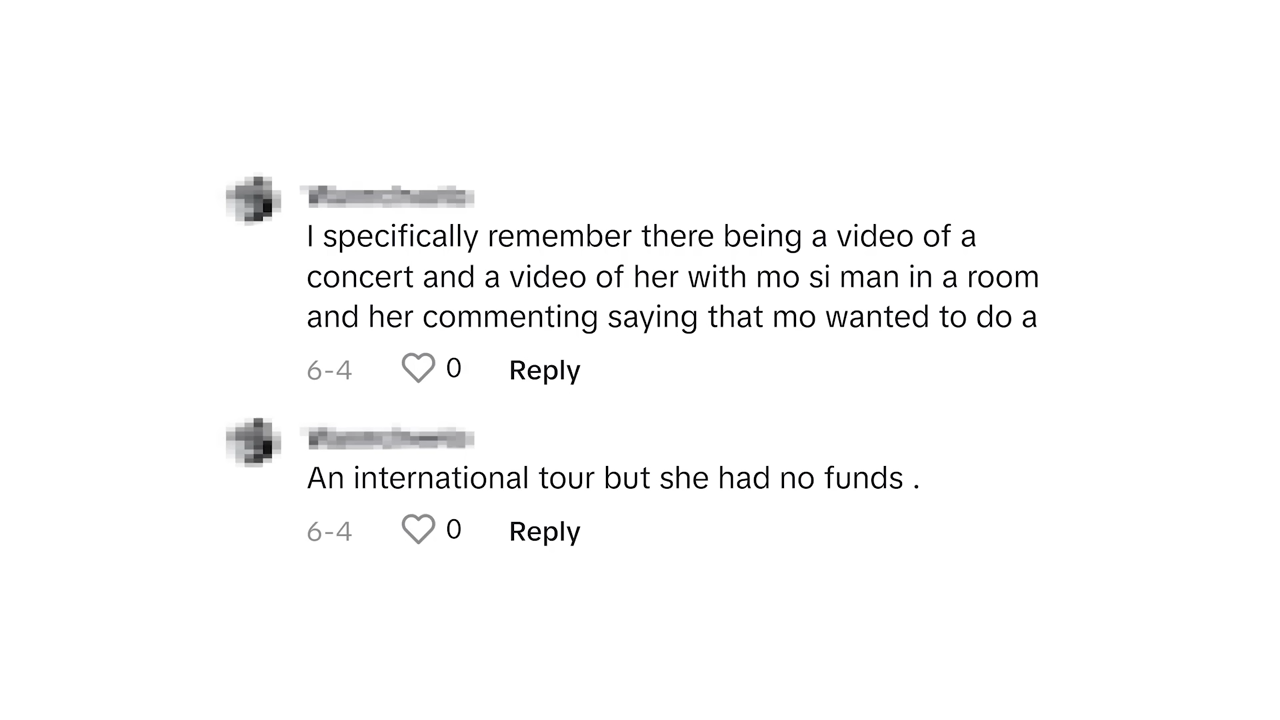 I specifically remember there being a video of a
concert and a video of her with mo si man in a room
and her commenting saying that mo wanted to do a
6-4 0 Reply
An international tour but she had no funds .
6-4 0 Reply